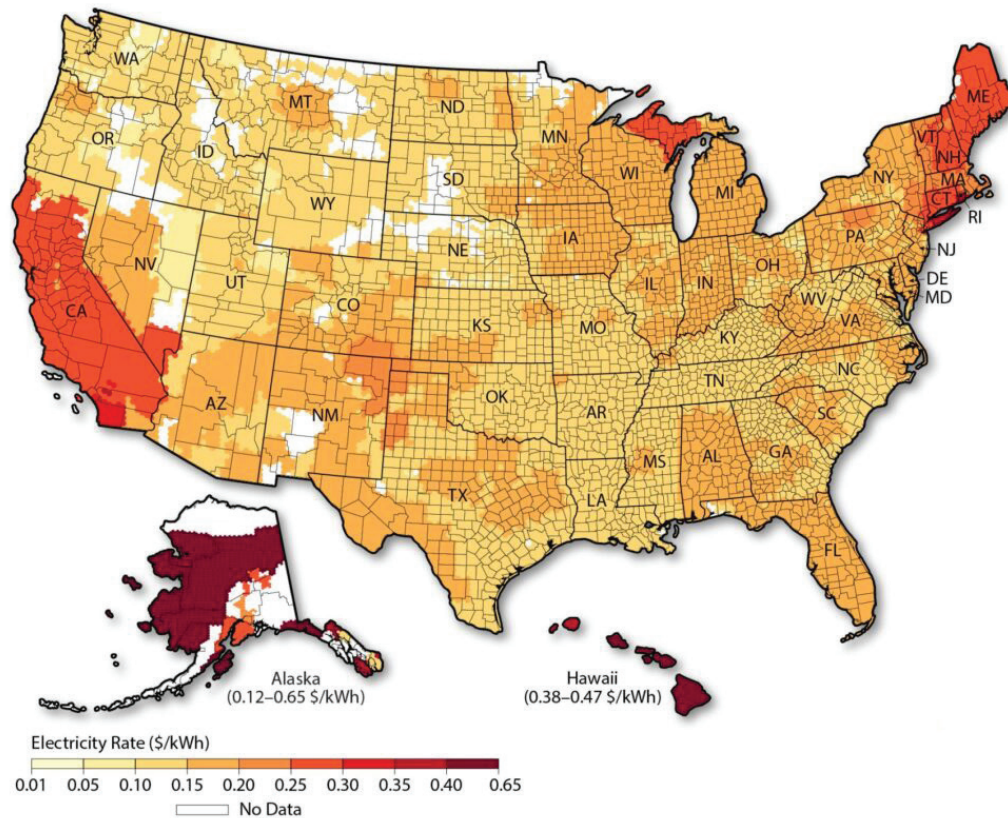 WA
MT
ND
MN
ME
VT
NH
OR
ID
SD
WI
MI
NY
MA
CT
RI
WY
IA
PA
NE
NJ
NV
UT
IL
IN
OH
DE
MD
CO
WV
CA
KS
MO
VA
KY
NC
AZ
NM
OK
TN
AR
SC
MS
AL
GA
TX
LA
FL
Alaska
(0.12–0.65 $/kWh)
Hawaii
(0.38–0.47 $/kWh)
Electricity Rate ($/kWh)
0.01 0.05 0.10 0.15 0.20 0.25 0.30 0.35 0.40 0.65
No Data